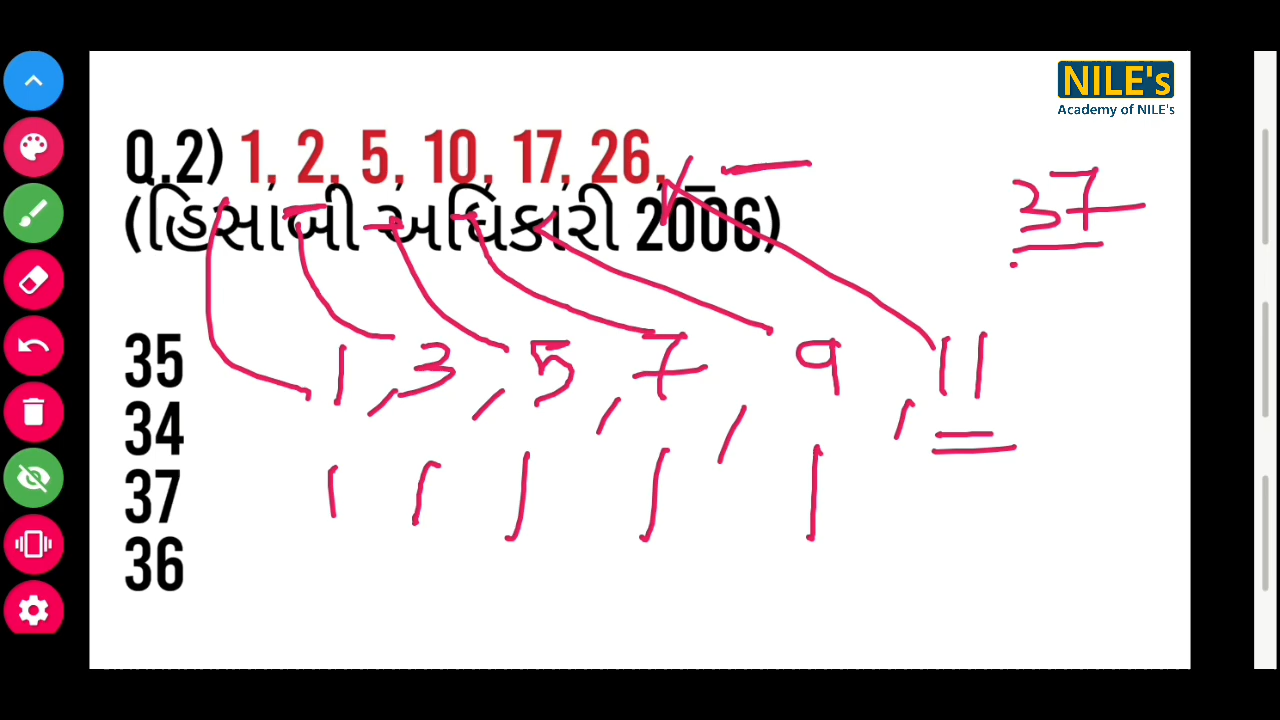 NILE's
Academy of NILE's
Q.2) 1, 2, 5, 10, 17, 26, _
(હિસાબી અધિકારી 2006)
37
35
34
37
36
1, 3, 5, 7, 9, 11